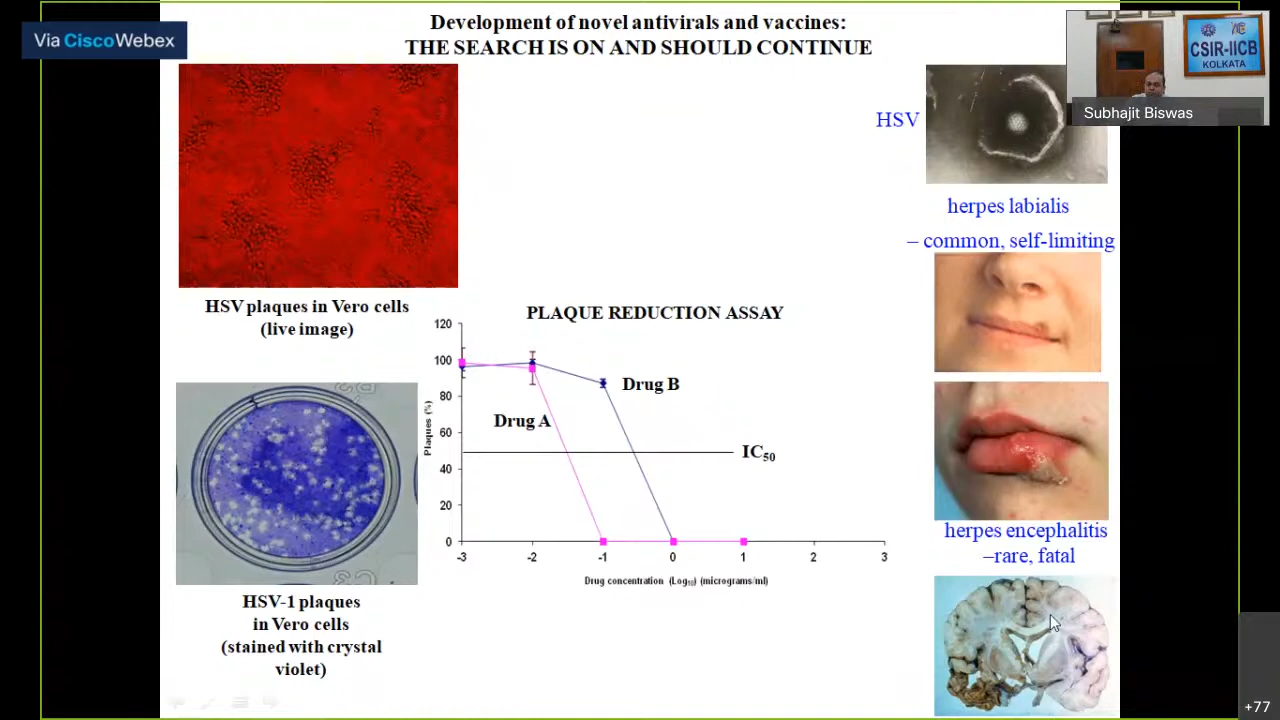 Via Cisco Webex
Development of novel antivirals and vaccines:
THE SEARCH IS ON AND SHOULD CONTINUE
CSIR-IICB
KOLKATA
Subhajit Biswas
HSV
herpes labialis
– common, self-limiting
HSV plaques in Vero cells
(live image)
PLAQUE REDUCTION ASSAY
120
100
80
60
40
20
0
Plaques (%)
Drug B
Drug A
IC50
-3 -2 -1 0 1 2 3
Drug concentration (Log10) (micrograms/ml)
herpes encephalitis
–rare, fatal
HSV-1 plaques
in Vero cells
(stained with crystal
violet)
+77